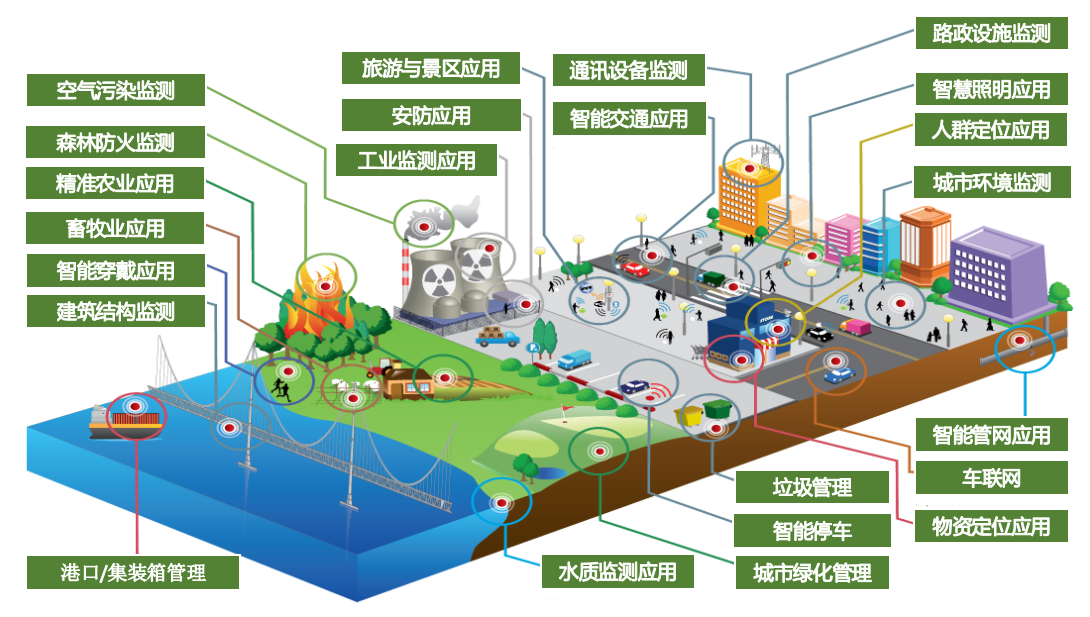 路政设施监测
旅游与景区应用
通讯设备监测
空气污染监测
智慧照明应用
安防应用
智能交通应用
人群定位应用
森林防火监测
工业监测应用
精准农业应用
城市环境监测
畜牧业应用
智能穿戴应用
建筑结构监测
智能管网应用
车联网
垃圾管理
物资定位应用
智能停车
港口/集装箱管理
水质监测应用
城市绿化管理